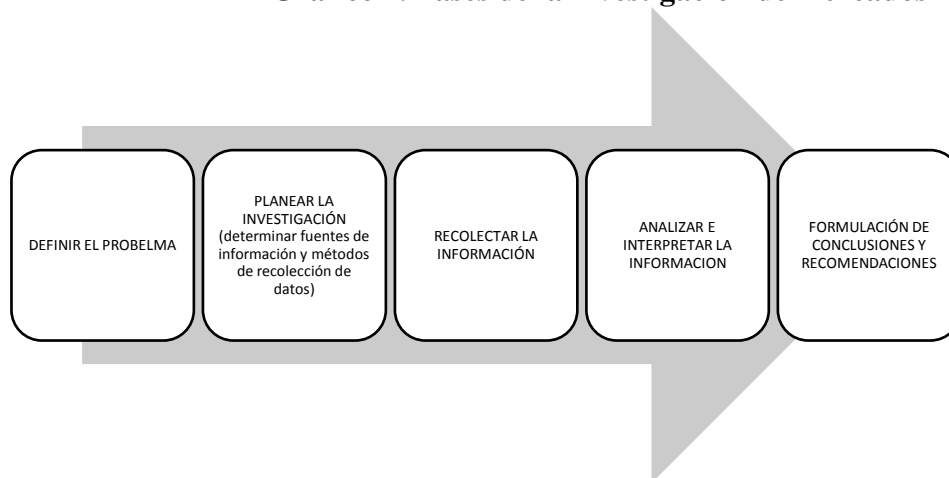 DEFINIR EL PROBELMA
PLANEAR LA
INVESTIGACIÓN
(determinar fuentes de
información y métodos
de recolección de
datos)
RECOLECTAR LA
INFORMACIÓN
ANALIZAR E
INTERPRETAR LA
INFORMACION
FORMULACIÓN DE
CONCLUSIONES Y
RECOMENDACIONES